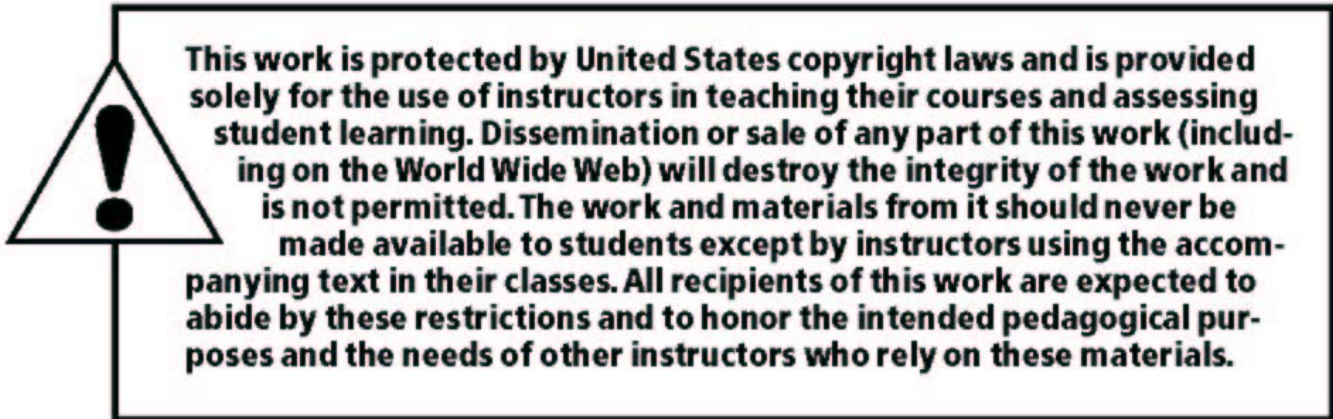 This work is protected by United States copyright laws and is provided
solely for the use of instructors in teaching their courses and assessing
student learning. Dissemination or sale of any part of this work (includ-
ing on the World Wide Web) will destroy the integrity of the work and
is not permitted. The work and materials from it should never be
made available to students except by instructors using the accom-
panying text in their classes. All recipients of this work are expected to
abide by these restrictions and to honor the intended pedagogical pur-
poses and the needs of other instructors who rely on these materials.